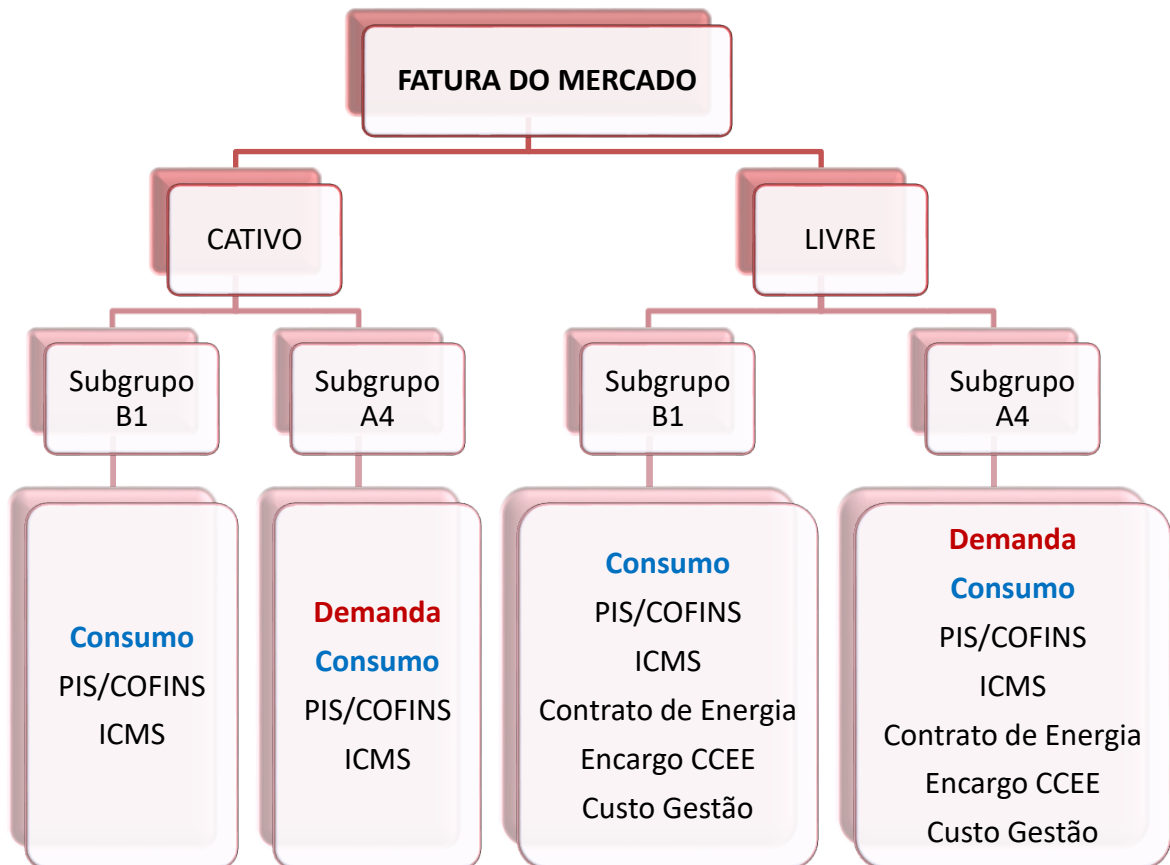 FATURA DO MERCADO
CATIVO
LIVRE
Subgrupo
B1
Subgrupo
A4
Subgrupo
B1
Subgrupo
A4
Consumo
PIS/COFINS
ICMS
Demanda
Consumo
PIS/COFINS
ICMS
Consumo
PIS/COFINS
ICMS
Contrato de Energia
Encargo CCEE
Custo Gestão
Demanda
Consumo
PIS/COFINS
ICMS
Contrato de Energia
Encargo CCEE
Custo Gestão